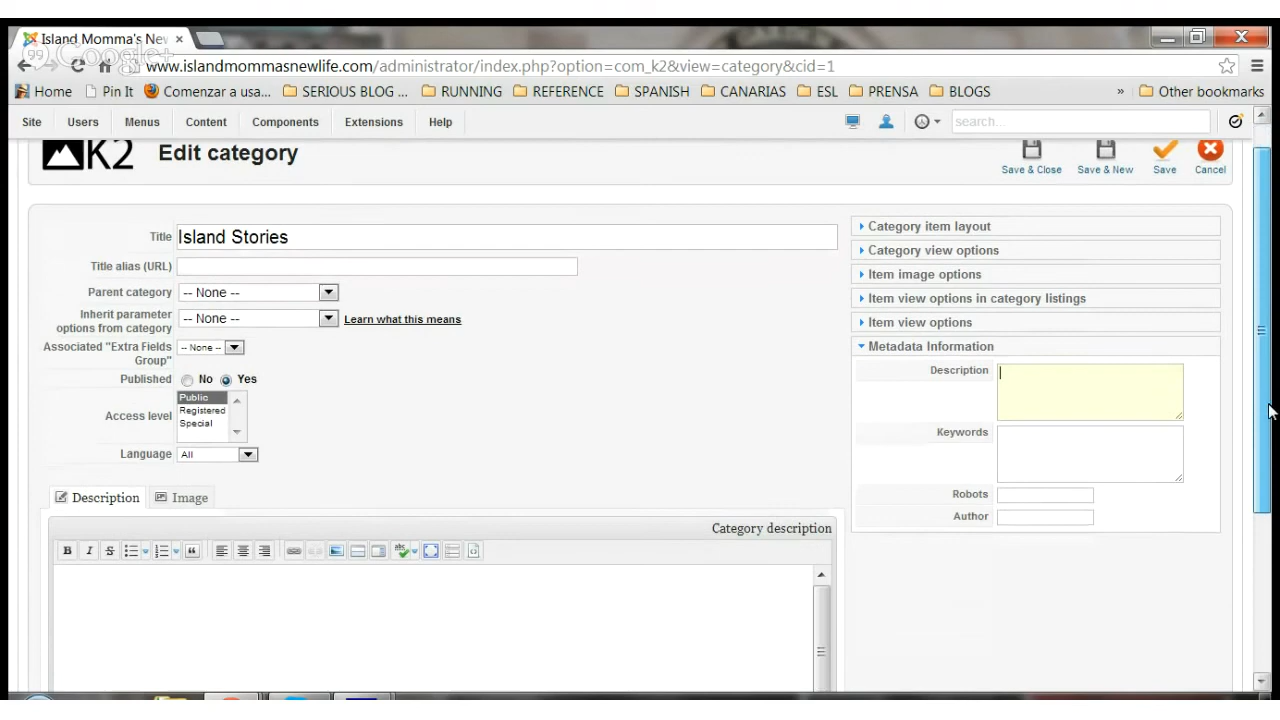 Island Momma's Nev ×
99 Google+
www.islandmommasnewlife.com/administrator/index.php?option=com_k2&view=category&cid=1
Home Pin It Comenzar a usa... SERIOUS BLOG ... RUNNING REFERENCE SPANISH CANARIAS ESL PRENSA BLOGS » Other bookmarks
Site Users Menus Content Components Extensions Help search...
K2 Edit category
Save & Close Save & New Save Cancel
Title Island Stories
Title alias (URL)
Parent category -- None --
Inherit parameter
options from category -- None -- Learn what this means
Associated "Extra Fields
Group" -- None --
Published No Yes
Access level Public
Registered
Special
Language All
Description Image
Category description
B I S
Category item layout
Category view options
Item image options
Item view options in category listings
Item view options
Metadata Information
Description
Keywords
Robots
Author